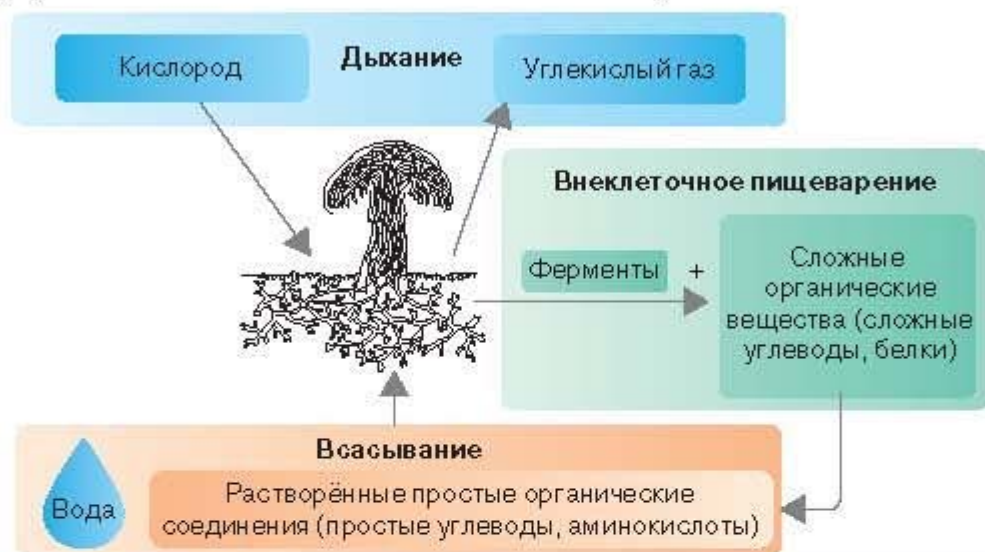 Дыхание
Кислород
Углекислый газ
Внеклеточное пищеварение
Ферменты +
Сложные
органические
вещества (сложные
углеводы, белки)
Всасывание
Вода
Растворённые простые органические
соединения (простые углеводы, аминокислоты)